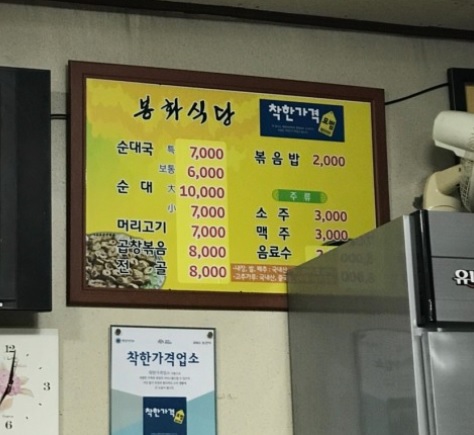 봉화식당
착한가격
순대국 특 7,000
보통 6,000
순 대 大 10,000
小 7,000
머리고기 7,000
곱창볶음 8,000
전 골 8,000
볶음밥 2,000
주 류
소 주 3,000
맥 주 3,000
음료수
착한가격업소
착한가격
12
3
6